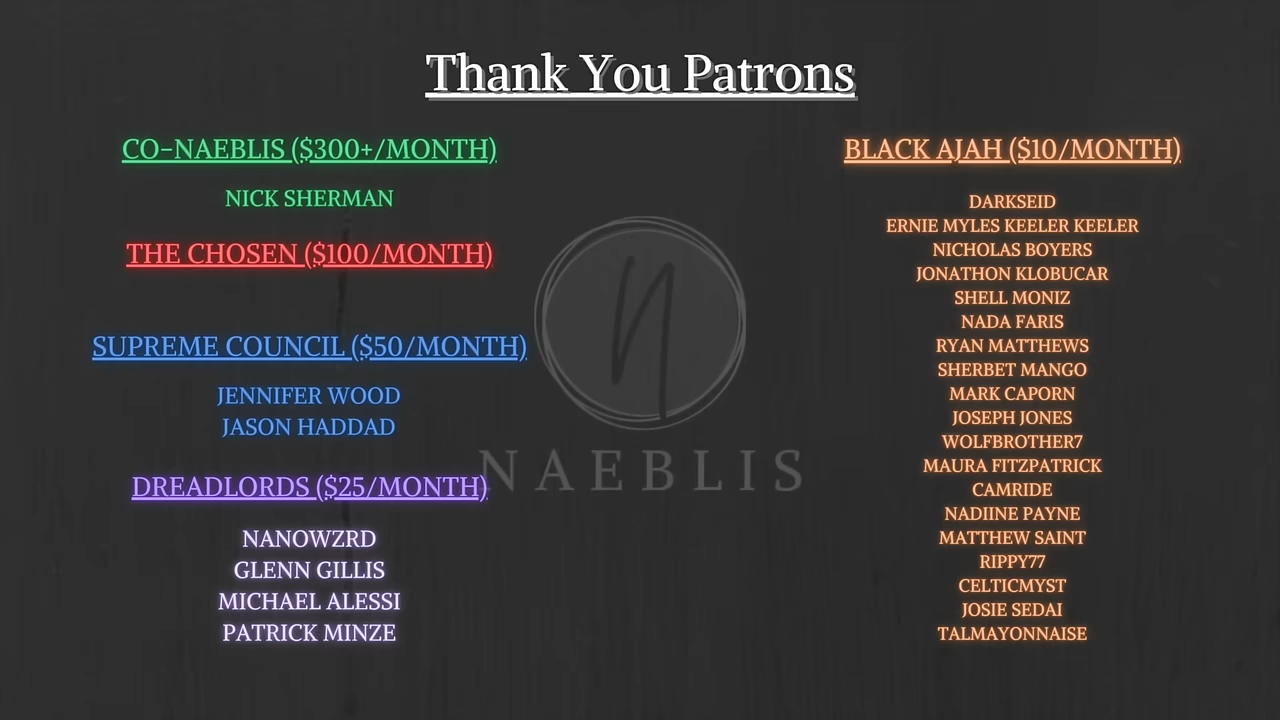 Thank You Patrons
CO-NAEBLIS ($300+/MONTH)
NICK SHERMAN
THE CHOSEN ($100/MONTH)
SUPREME COUNCIL ($50/MONTH)
JENNIFER WOOD
JASON HADDAD
DREADLORDS ($25/MONTH)
NANOWZRD
GLENN GILLIS
MICHAEL ALESSI
PATRICK MINZE
n
NAEBLIS
BLACK AJAH ($10/MONTH)
DARKSEID
ERNIE MYLES KEELER KEELER
NICHOLAS BOYERS
JONATHON KLOBUCAR
SHELL MONIZ
NADA FARIS
RYAN MATTHEWS
SHERBET MANGO
MARK CAPORN
JOSEPH JONES
WOLFBROTHER7
MAURA FITZPATRICK
CAMRIDE
NADIINE PAYNE
MATTHEW SAINT
RIPPY77
CELTICMYST
JOSIE SEDAI
TALMAYONNAISE